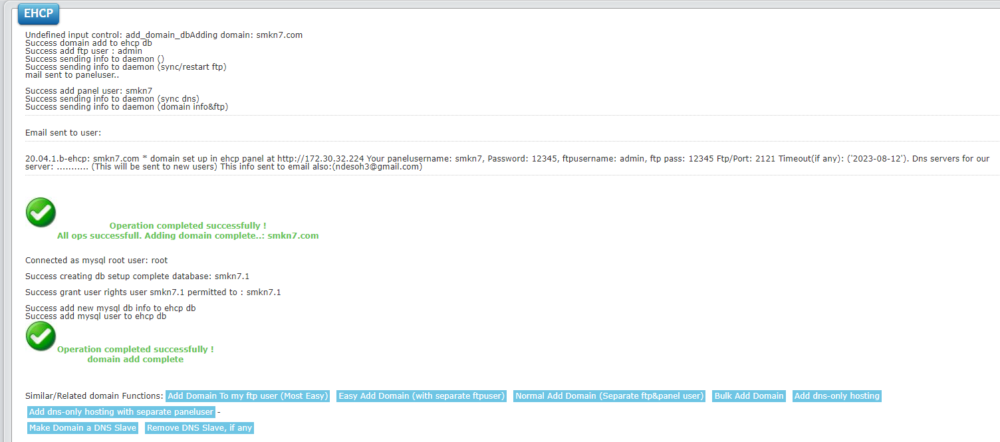 EHCP
Undefined input control: add_domain_dbAdding domain: smkn7.com
Success domain add to ehcp db
Success add ftp user : admin
Success sending info to daemon ()
Success sending info to daemon (sync/restart ftp)
mail sent to paneluser..
Success add panel user: smkn7
Success sending info to daemon (sync dns)
Success sending info to daemon (domain info&ftp)
Email sent to user:
20.04.1.b-ehcp: smkn7.com * domain set up in ehcp panel at http://172.30.32.224 Your panelusername: smkn7, Password: 12345, ftpusername: admin, ftp pass: 12345 Ftp/Port: 2121 Timeout(if any): ('2023-08-12'). Dns servers for our
server: ........... (This will be sent to new users) This info sent to email also:(ndesoh3@gmail.com)
Operation completed successfully !
All ops successfull. Adding domain complete..: smkn7.com
Connected as mysql root user: root
Success creating db setup complete database: smkn7.1
Success grant user rights user smkn7.1 permitted to : smkn7.1
Success add new mysql db info to ehcp db
Success add mysql user to ehcp db
Operation completed successfully !
domain add complete
Similar/Related domain Functions: Add Domain To my ftp user (Most Easy) Easy Add Domain (with separate ftpuser) Normal Add Domain (Separate ftp&panel user) Bulk Add Domain Add dns-only hosting
Add dns-only hosting with separate paneluser -
Make Domain a DNS Slave Remove DNS Slave, if any